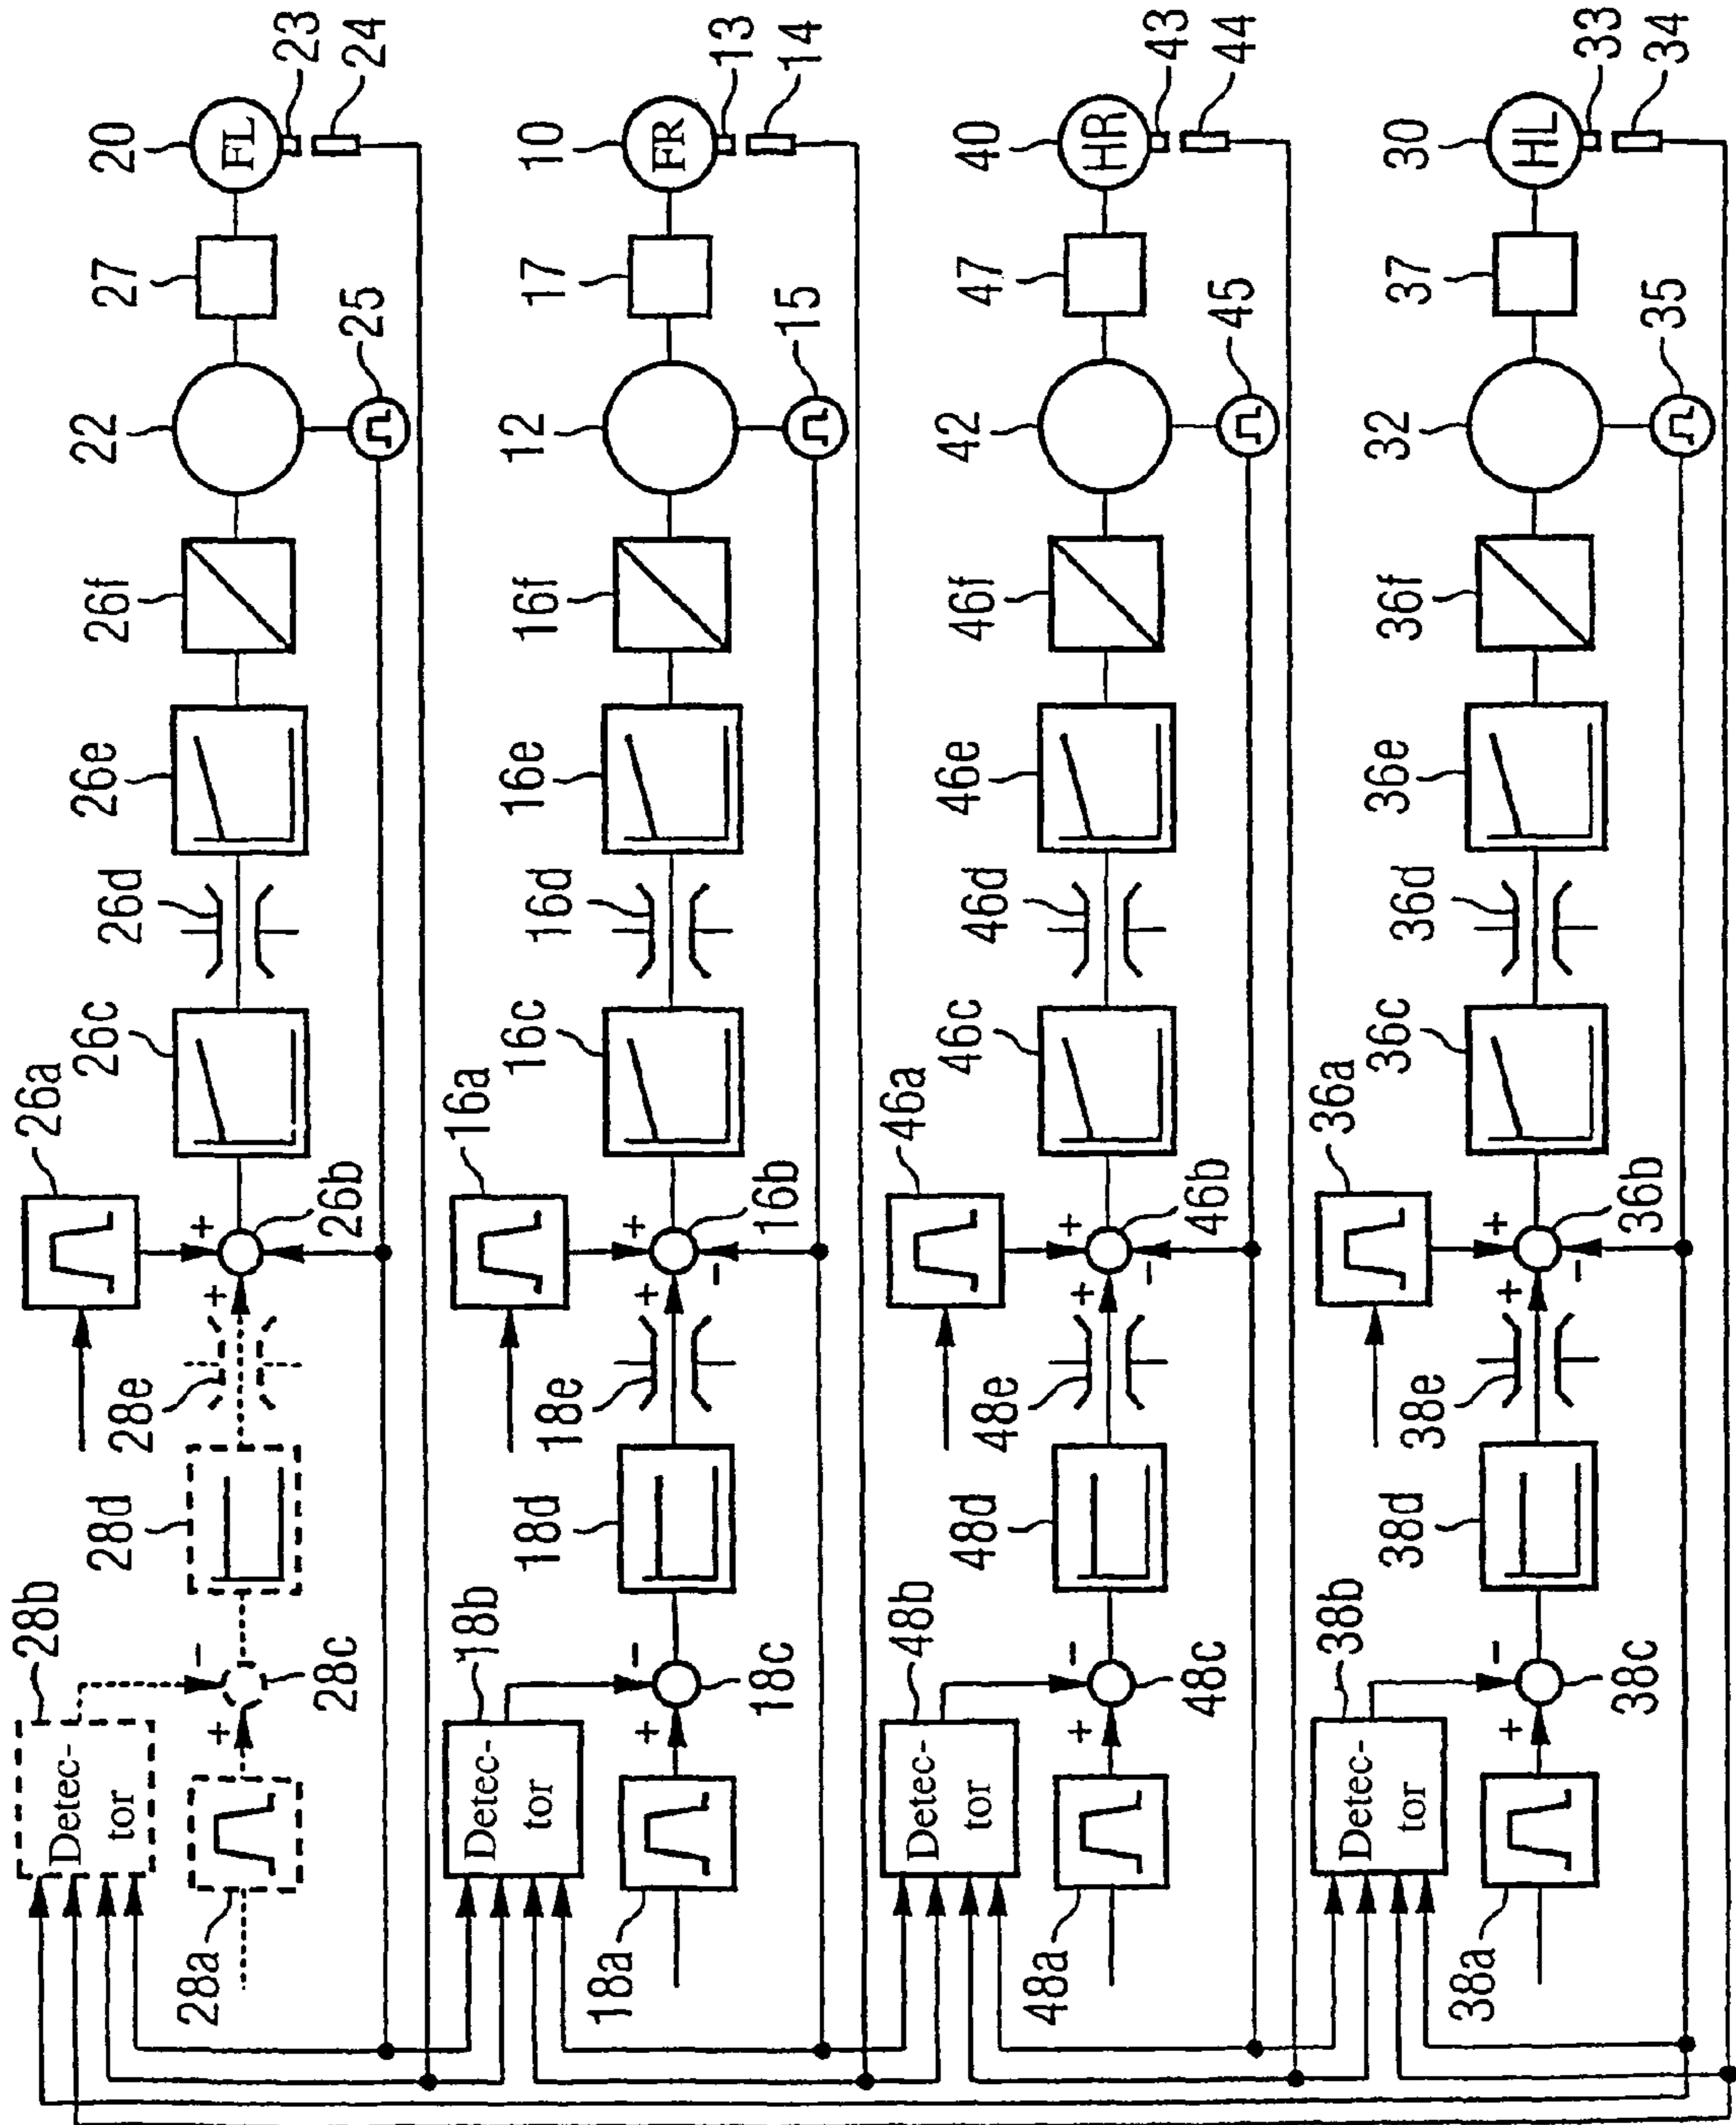 20
FL
23
24
27
22
25
26f
26e
26d
26c
26a
+
26b
+
28e
28d
28b
-
28c
+
Detec-
tor
28a
10
FR
13
14
17
12
15
16f
16e
16d
16c
16a
+
16b
-
+
18e
18d
18b
-
18c
+
Detec-
tor
18a
40
HR
43
44
47
42
45
46f
46e
46d
46c
46a
+
46b
-
+
48e
48d
48b
-
48c
+
Detec-
tor
48a
30
HL
33
34
37
32
35
36f
36e
36d
36c
36a
+
36b
-
+
38e
38d
38b
-
38c
+
Detec-
tor
38a